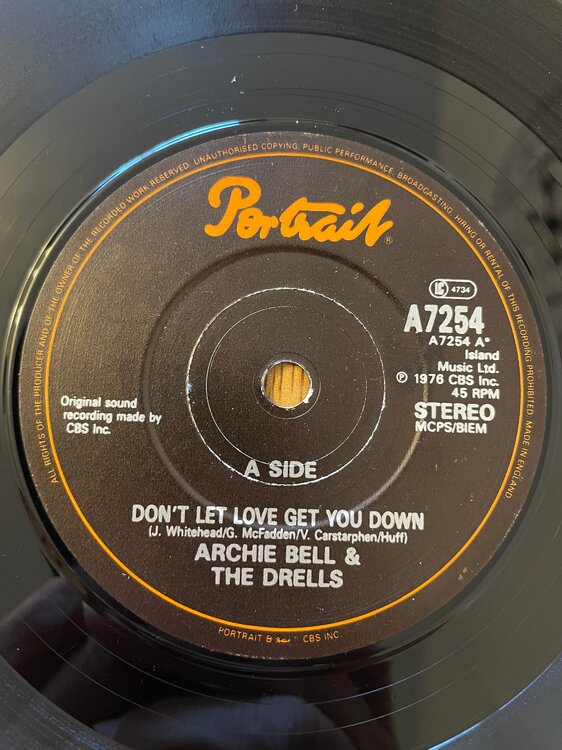 ALL RIGHTS OF THE PRODUCER AND OF THE OWNER OF THE RECORDED WORK RESERVED. UNAUTHORISED COPYING, PUBLIC PERFORMANCE, BROADCASTING, HIRING OR RENTAL OF THIS RECORDING PROHIBITED. MADE IN ENGLAND
Portrait®
LC 4734
A7254
A7254 A*
Island
Music Ltd.
℗ 1976 CBS Inc.
45 RPM
STEREO
MCPS/BIEM
Original sound
recording made by
CBS Inc.
A SIDE
DON'T LET LOVE GET YOU DOWN
(J. Whitehead/G. McFadden/V. Carstarphen/Huff)
ARCHIE BELL &
THE DRELLS
PORTRAIT & Portrait CBS INC.